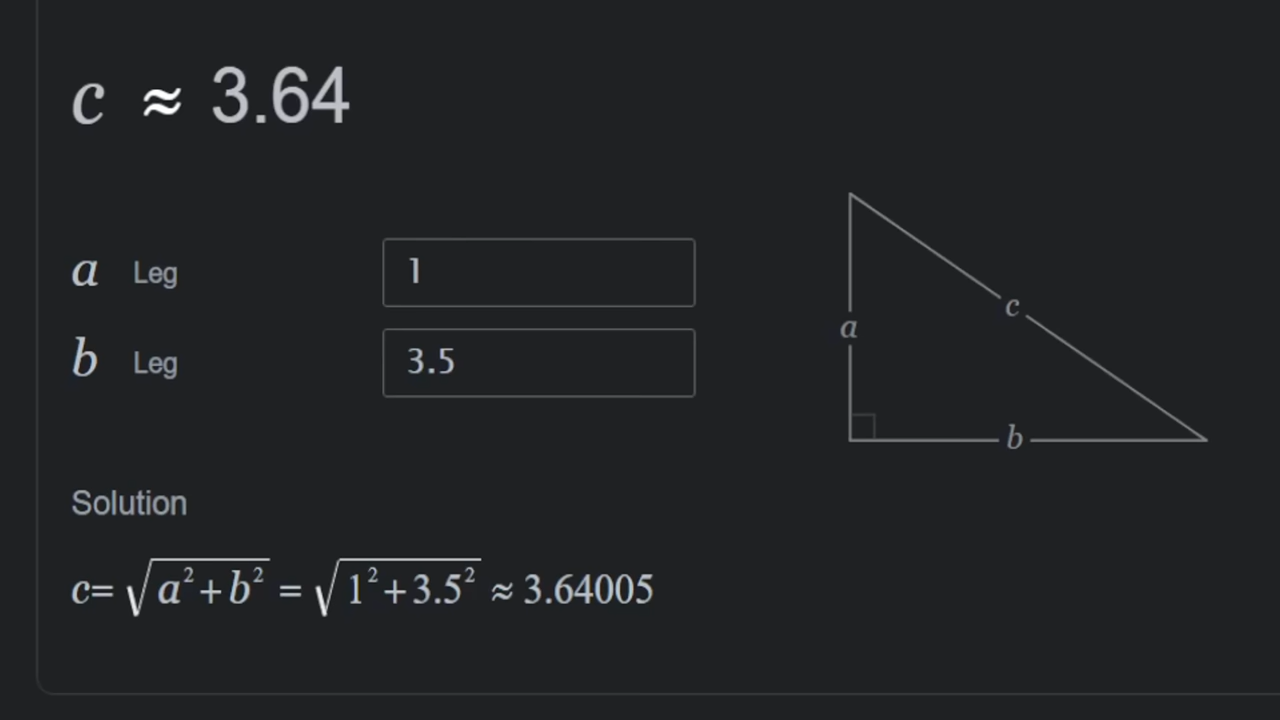 c ≈ 3.64
a Leg 1
b Leg 3.5
a
c
b
Solution
c= √a²+b² = √1²+3.5² ≈ 3.64005